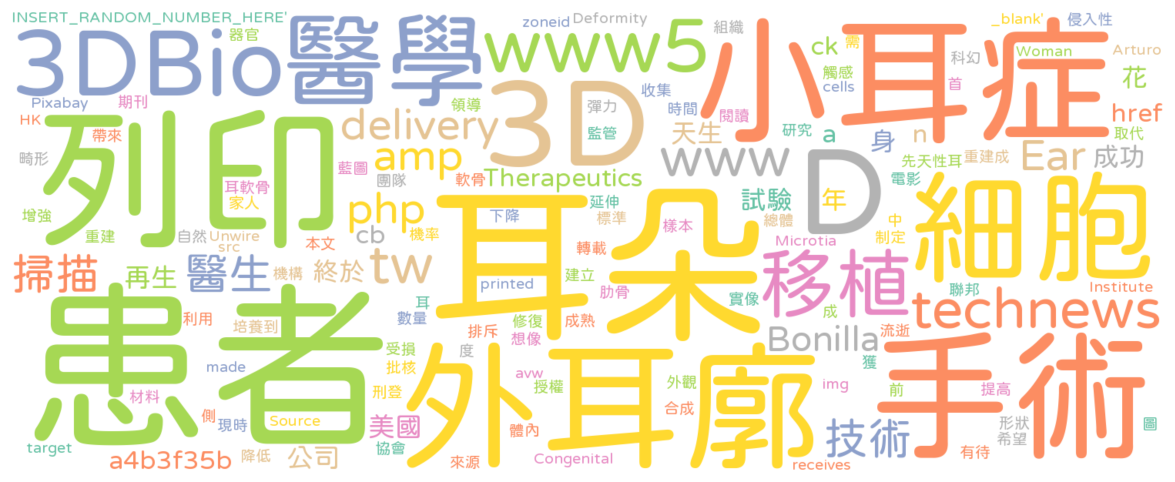 INSERT_RANDOM_NUMBER_HERE'
器官
3DBio
醫學
zoneid
Deformity
組織
www5
小耳症
ck
需
_blank'
侵入性
科幻
Woman
Arturo
觸感
cells
花
Pixabay
期刊
領導
收集
時間
首
HK
帶來
列印
delivery
3D
彈力
監管
閱讀
天生
研究
a
身
n
href
取代
畸形
藍圖
amp
www
D
先天性耳
重建成
Ear
成功
團隊
耳軟骨
家人
軟骨
Therapeutics
電影
細胞
增強
php
耳朵
下降
延伸
標準
試驗
年
總體
樣本
中
制定
重建
自然
Unwire
src
本文
cb
機率
轉載
Microtia
掃描
再生
醫生
機構
終於
tw
printed
建立
肋骨
實像
移植
聯邦
Institute
成
technews
患者
利用
培養到
耳
數量
排斥
修復
想像
成熟
Bonilla
流逝
手術
材料
made
受損
批核
度
外耳廓
avw
授權
外觀
img
獲
前
提高
側
現時
Source
刑登
美國
體內
合成
技術
形狀
希望
圖
target
a4b3f35b
降低
公司
協會
來源
Congenital
receives
有待